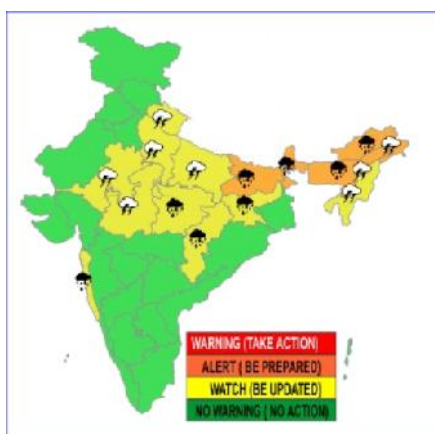 WARNING (TAKE ACTION)
ALERT ( BE PREPARED)
WATCH (BE UPDATED)
NO WARNING ( NO ACTION)